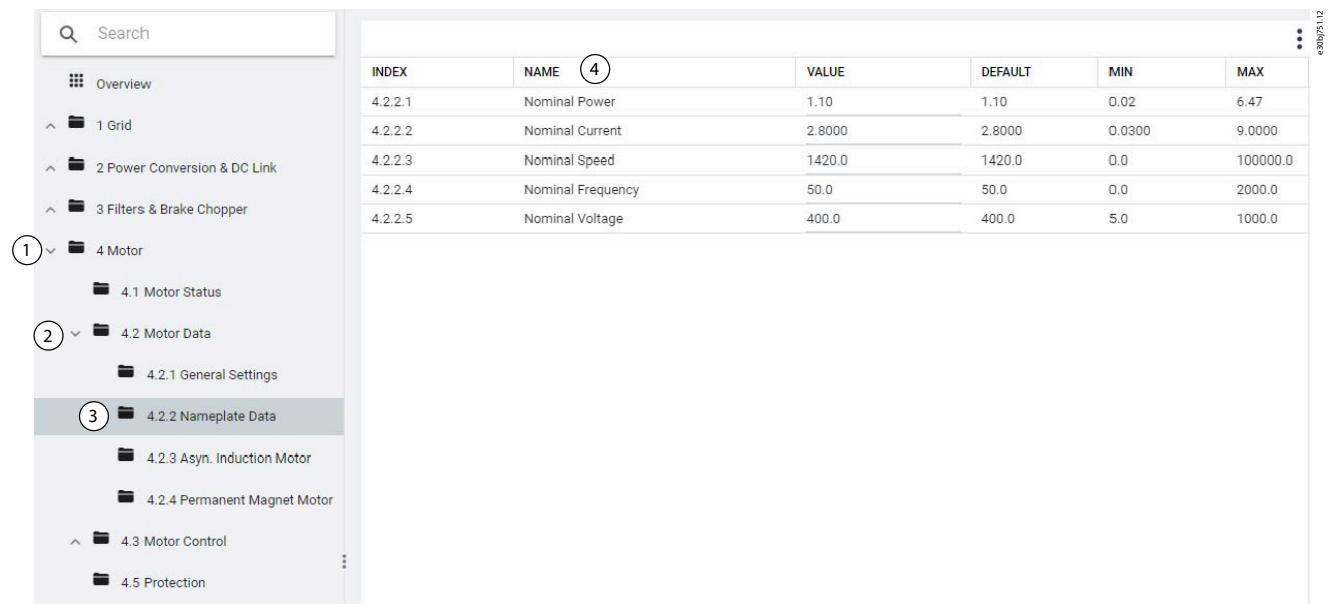 Search
Overview
1 Grid
2 Power Conversion & DC Link
3 Filters & Brake Chopper
1
4 Motor
4.1 Motor Status
2
4.2 Motor Data
4.2.1 General Settings
3
4.2.2 Nameplate Data
4.2.3 Asyn. Induction Motor
4.2.4 Permanent Magnet Motor
4.3 Motor Control
4.5 Protection
INDEX NAME 4 VALUE DEFAULT MIN MAX
4.2.2.1 Nominal Power 1.10 1.10 0.02 6.47
4.2.2.2 Nominal Current 2.8000 2.8000 0.0300 9.0000
4.2.2.3 Nominal Speed 1420.0 1420.0 0.0 100000.0
4.2.2.4 Nominal Frequency 50.0 50.0 0.0 2000.0
4.2.2.5 Nominal Voltage 400.0 400.0 5.0 1000.0
e30bj751.12